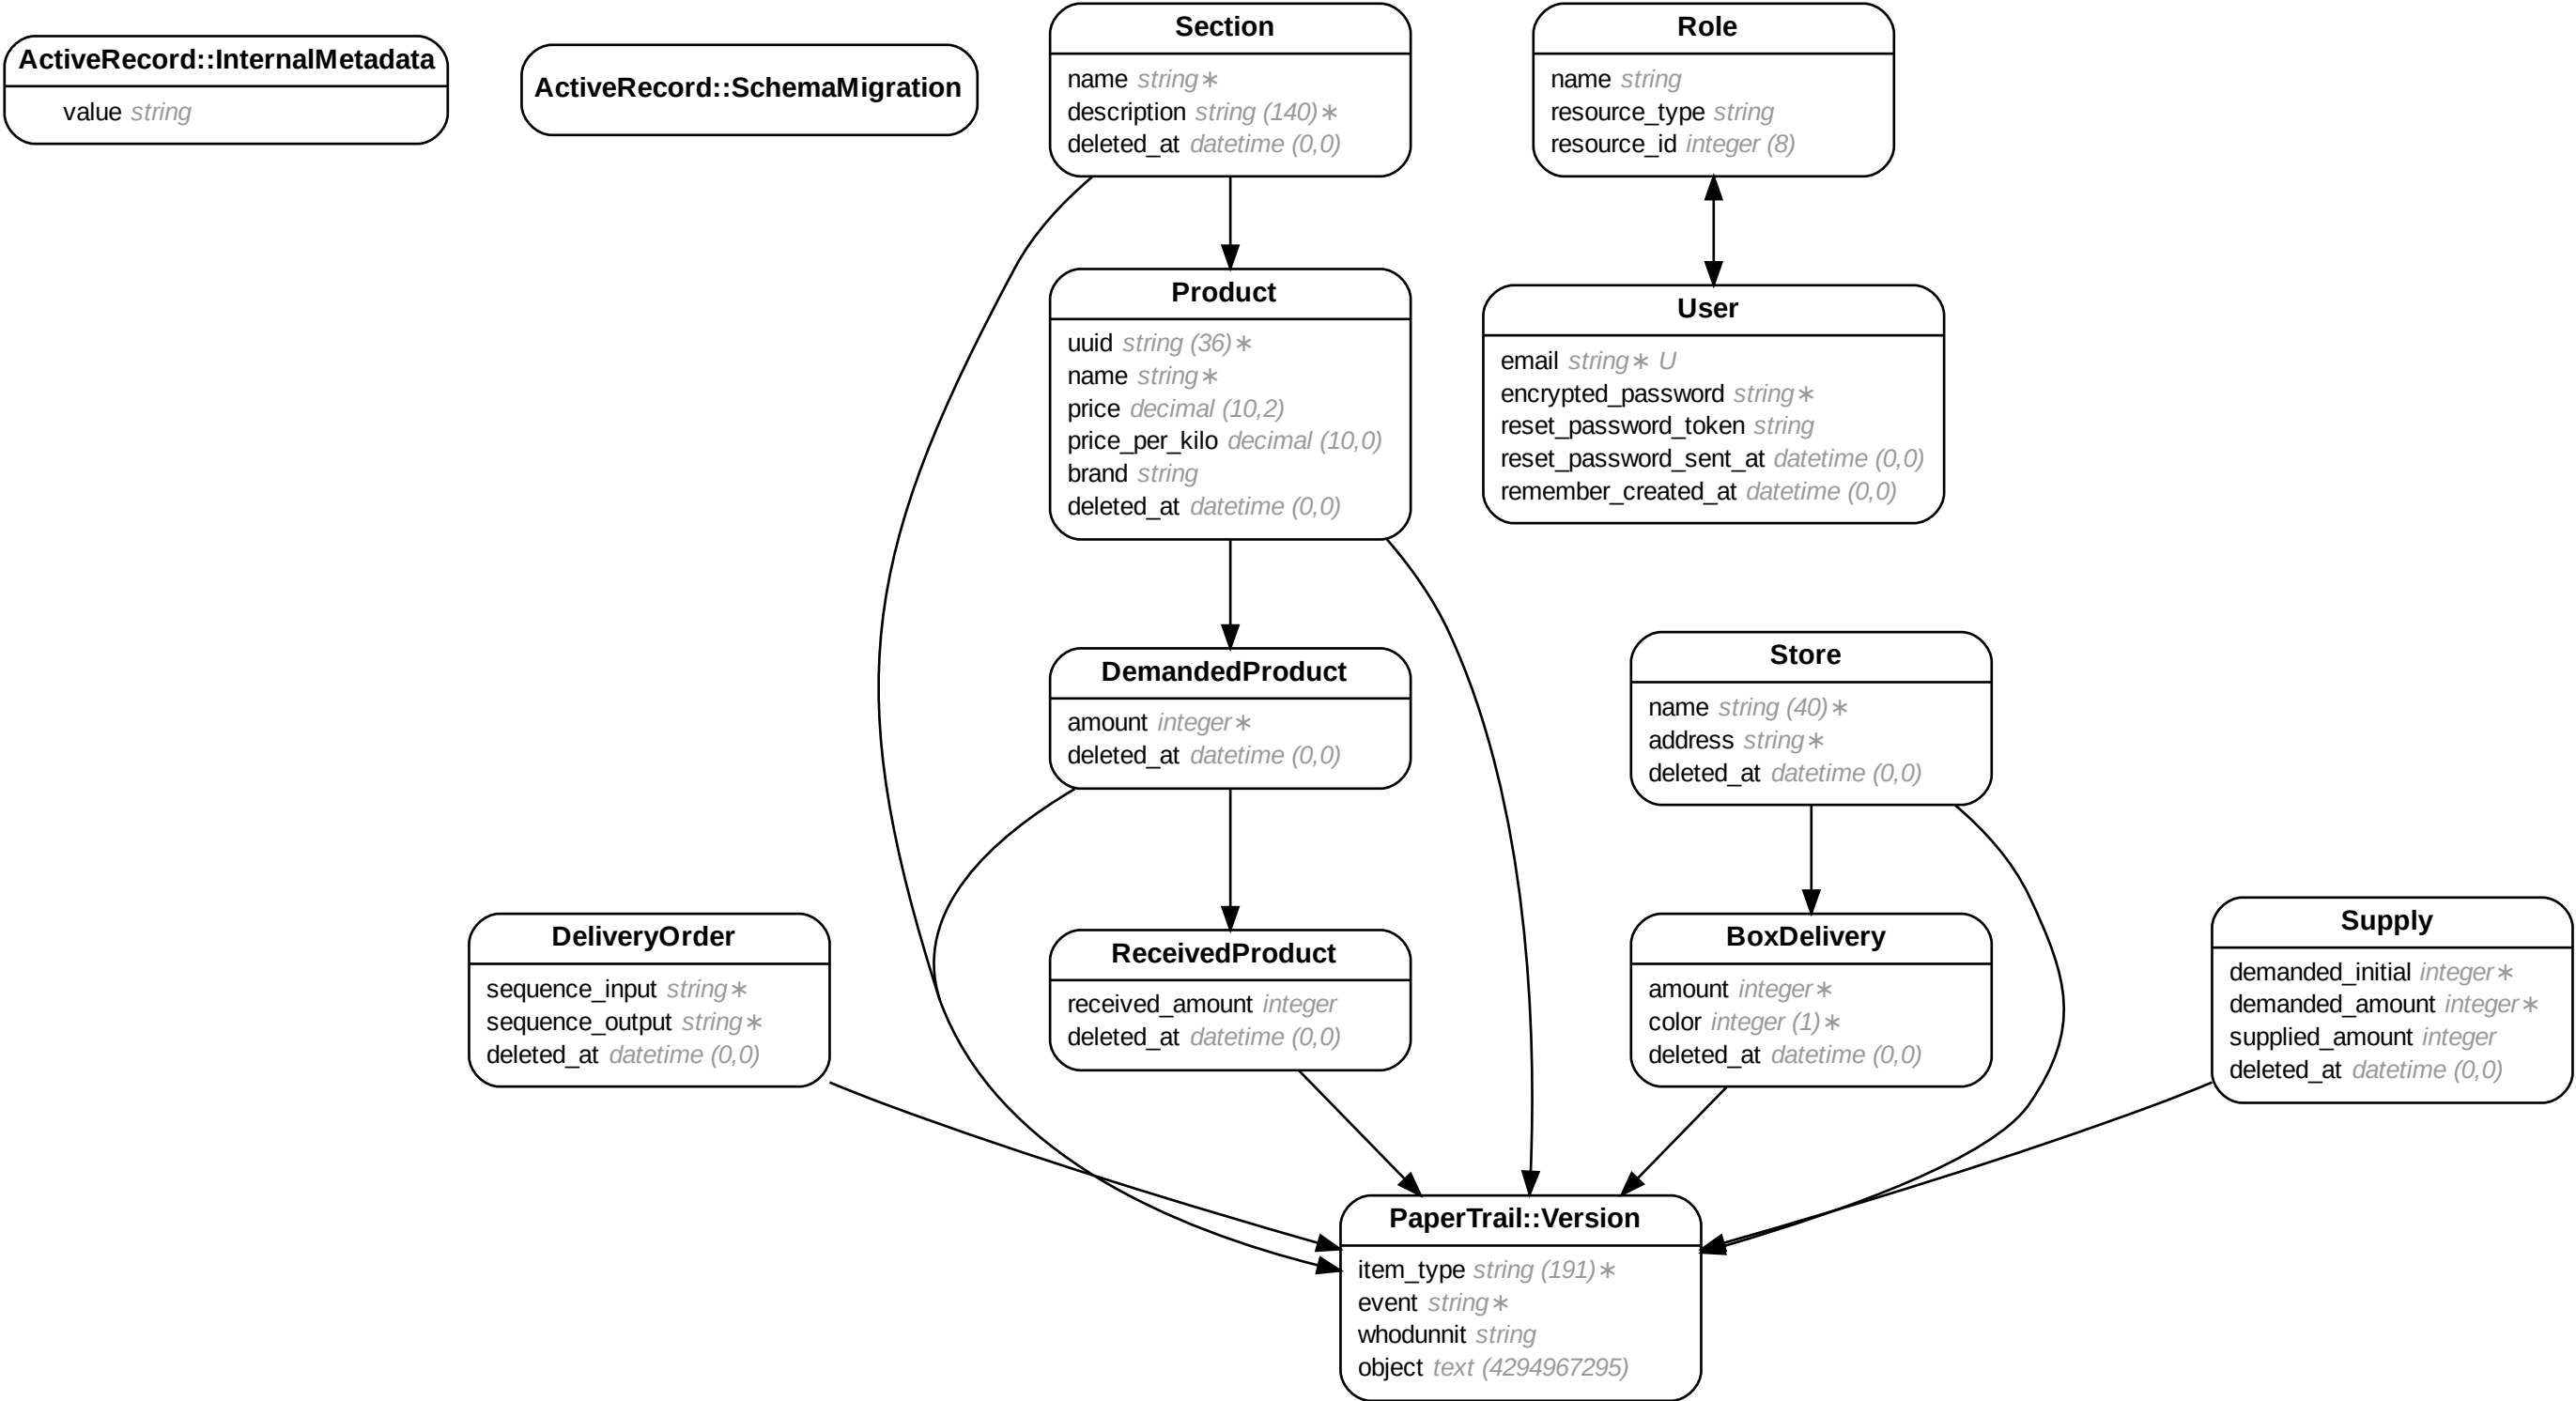 ActiveRecord::InternalMetadata
value string
ActiveRecord::SchemaMigration
Section
name string∗
description string (140)∗
deleted_at datetime (0,0)
Role
name string
resource_type string
resource_id integer (8)
Product
uuid string (36)∗
name string∗
price decimal (10,2)
price_per_kilo decimal (10,0)
brand string
deleted_at datetime (0,0)
User
email string∗ U
encrypted_password string∗
reset_password_token string
reset_password_sent_at datetime (0,0)
remember_created_at datetime (0,0)
DemandedProduct
amount integer∗
deleted_at datetime (0,0)
Store
name string (40)∗
address string∗
deleted_at datetime (0,0)
DeliveryOrder
sequence_input string∗
sequence_output string∗
deleted_at datetime (0,0)
ReceivedProduct
received_amount integer
deleted_at datetime (0,0)
BoxDelivery
amount integer∗
color integer (1)∗
deleted_at datetime (0,0)
Supply
demanded_initial integer∗
demanded_amount integer∗
supplied_amount integer
deleted_at datetime (0,0)
PaperTrail::Version
item_type string (191)∗
event string∗
whodunnit string
object text (4294967295)